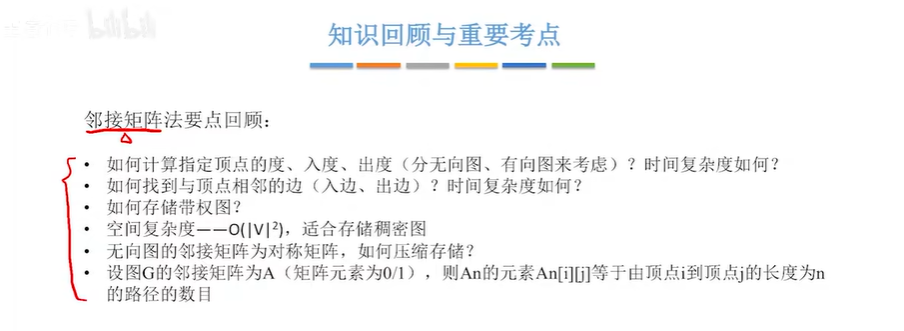 bilibili
知识回顾与重要考点
邻接矩阵法要点回顾：
• 如何计算指定顶点的度、入度、出度（分无向图、有向图来考虑）？时间复杂度如何？
• 如何找到与顶点相邻的边（入边、出边）？时间复杂度如何？
• 如何存储带权图？
• 空间复杂度——O(|V|²)，适合存储稠密图
• 无向图的邻接矩阵为对称矩阵，如何压缩存储？
• 设图G的邻接矩阵为A（矩阵元素为0/1），则An的元素An[i][j]等于由顶点i到顶点j的长度为n
的路径的数目